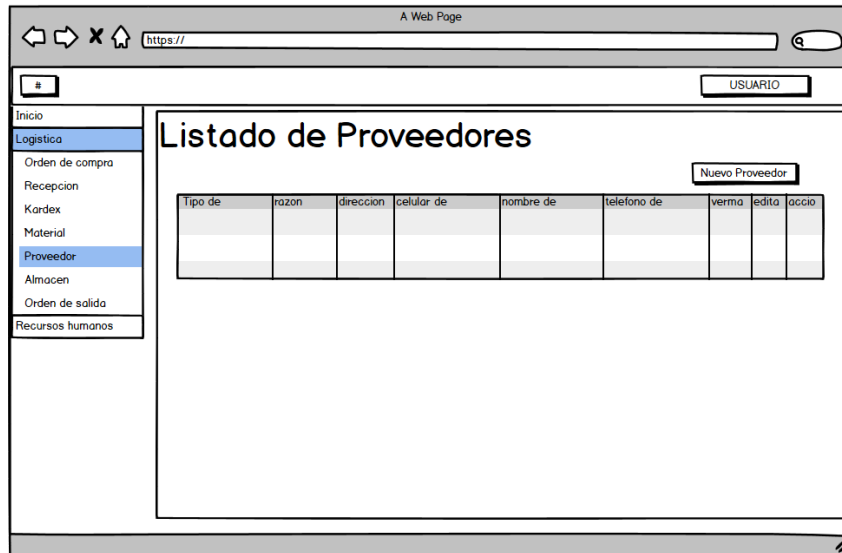 A Web Page
https://
#
USUARIO
Inicio
Logistica
Orden de compra
Recepcion
Kardex
Material
Proveedor
Almacen
Orden de salida
Recursos humanos
Listado de Proveedores
Nuevo Proveedor
Tipo de razon direccion celular de nombre de telefono de verma edita accio